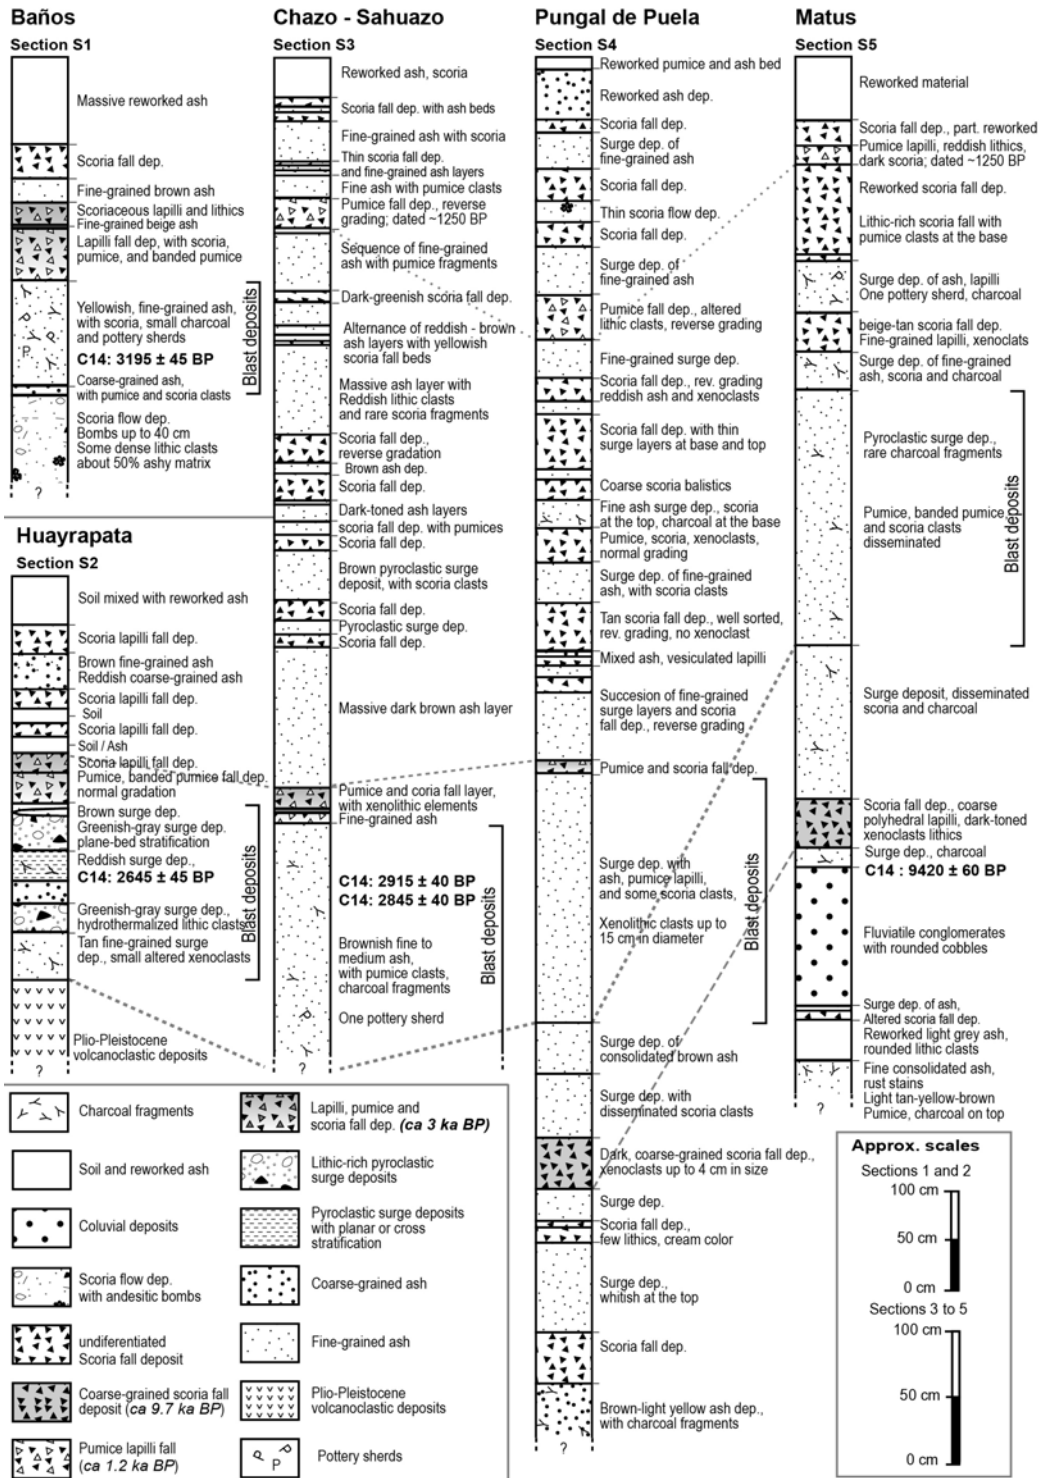 Baños
Section S1
Massive reworked ash
Scoria fall dep.
Fine-grained brown ash
Scoriaceous lapilli and lithics
Fine-grained beige ash
Lapilli fall dep, with scoria,
pumice, and banded pumice
Yellowish, fine-grained ash,
with scoria, small charcoal
and pottery sherds
C14: 3195 ± 45 BP
Coarse-grained ash,
with pumice and scoria clasts
Scoria flow dep.
Bombs up to 40 cm
Some dense lithic clasts
about 50% ashy matrix
Blast deposits
P
P
P
?
Huayrapata
Section S2
Soil mixed with reworked ash
Scoria lapilli fall dep.
Brown fine-grained ash
Reddish coarse-grained ash
Scoria lapilli fall dep.
Soil
Scoria lapilli fall dep.
Soil / Ash
Scoria lapilli fall dep.
Pumice, banded pumice fall dep.
normal gradation
Brown surge dep.
Greenish-gray surge dep.
plane-bed stratification
Reddish surge dep.,
C14: 2645 ± 45 BP
Greenish-gray surge dep.,
hydrothermalized lithic clasts
Tan fine-grained surge
dep., small altered xenoclasts
Plio-Pleistocene
volcanoclastic deposits
Blast deposits
?
Chazo - Sahuazo
Section S3
Reworked ash, scoria
Scoria fall dep. with ash beds
Fine-grained ash with scoria
Thin scoria fall dep.
and fine-grained ash layers
Fine ash with pumice clasts
Pumice fall dep., reverse
grading; dated ~1250 BP
Sequence of fine-grained
ash with pumice fragments
Dark-greenish scoria fall dep.
Alternance of reddish - brown
ash layers with yellowish
scoria fall beds
Massive ash layer with
Reddish lithic clasts
and rare scoria fragments
Scoria fall dep.,
reverse gradation
Brown ash dep.
Scoria fall dep.
Dark-toned ash layers
scoria fall dep. with pumices
Scoria fall dep.
Brown pyroclastic surge
deposit, with scoria clasts
Scoria fall dep.
Pyroclastic surge dep.
Scoria fall dep.
Massive dark brown ash layer
Pumice and coria fall layer,
with xenolithic elements
Fine-grained ash
C14: 2915 ± 40 BP
C14: 2845 ± 40 BP
Brownish fine to
medium ash,
with pumice clasts,
charcoal fragments
One pottery sherd
Blast deposits
P
?
Pungal de Puela
Section S4
Reworked pumice and ash bed
Reworked ash dep.
Scoria fall dep.
Surge dep. of
fine-grained ash
Scoria fall dep.
Thin scoria flow dep.
Scoria fall dep.
Surge dep. of
fine-grained ash
Pumice fall dep., altered
lithic clasts, reverse grading
Fine-grained surge dep.
Scoria fall dep., rev. grading
reddish ash and xenoclasts
Scoria fall dep. with thin
surge layers at base and top
Coarse scoria balistics
Fine ash surge dep., scoria
at the top, charcoal at the base
Pumice, scoria, xenoclasts,
normal grading
Surge dep. of fine-grained
ash, with scoria clasts
Tan scoria fall dep., well sorted,
rev. grading, no xenoclast
Mixed ash, vesiculated lapilli
Succesion of fine-grained
surge layers and scoria
fall dep., reverse grading
Pumice and scoria fall dep.
Surge dep. with
ash, pumice lapilli,
and some scoria clasts,
Xenolithic clasts up to
15 cm in diameter
Blast deposits
Surge dep. of
consolidated brown ash
Surge dep. with
disseminated scoria clasts
Dark, coarse-grained scoria fall dep.,
xenoclasts up to 4 cm in size
Surge dep.
Scoria fall dep.,
few lithics, cream color
Surge dep.,
whitish at the top
Scoria fall dep.
Brown-light yellow ash dep.,
with charcoal fragments
?
Matus
Section S5
Reworked material
Scoria fall dep., part. reworked
Pumice lapilli, reddish lithics,
dark scoria; dated ~1250 BP
Reworked scoria fall dep.
Lithic-rich scoria fall with
pumice clasts at the base
Surge dep. of ash, lapilli
One pottery sherd, charcoal
beige-tan scoria fall dep.
Fine-grained lapilli, xenoclats
Surge dep. of fine-grained
ash, scoria and charcoal
Pyroclastic surge dep.,
rare charcoal fragments
Pumice, banded pumice
and scoria clasts
disseminated
Blast deposits
Surge deposit, disseminated
scoria and charcoal
Scoria fall dep., coarse
polyhedral lapilli, dark-toned
xenoclasts lithics
Surge dep., charcoal
C14 : 9420 ± 60 BP
Fluviatile conglomerates
with rounded cobbles
Surge dep. of ash,
Altered scoria fall dep.
Reworked light grey ash,
rounded lithic clasts
Fine consolidated ash,
rust stains
Light tan-yellow-brown
Pumice, charcoal on top
P
?
Charcoal fragments
Soil and reworked ash
Coluvial deposits
Scoria flow dep.
with andesitic bombs
undiferentiated
Scoria fall deposit
Coarse-grained scoria fall
deposit (ca 9.7 ka BP)
Pumice lapilli fall
(ca 1.2 ka BP)
Lapilli, pumice and
scoria fall dep. (ca 3 ka BP)
Lithic-rich pyroclastic
surge deposits
Pyroclastic surge deposits
with planar or cross
stratification
Coarse-grained ash
Fine-grained ash
Plio-Pleistocene
volcanoclastic deposits
P P P
Pottery sherds
Approx. scales
Sections 1 and 2
100 cm
50 cm
0 cm
Sections 3 to 5
100 cm
50 cm
0 cm